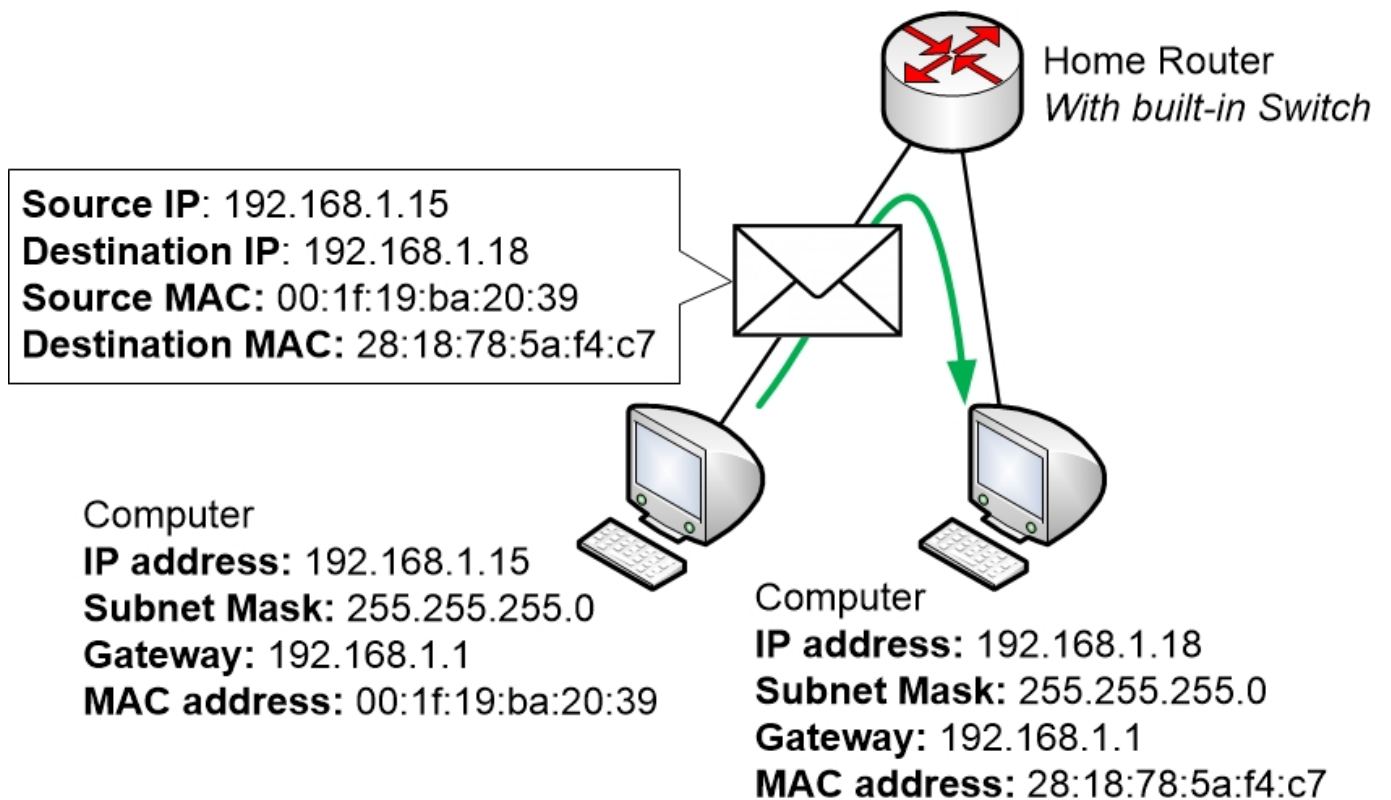 Home Router
With built-in Switch
Source IP: 192.168.1.15
Destination IP: 192.168.1.18
Source MAC: 00:1f:19:ba:20:39
Destination MAC: 28:18:78:5a:f4:c7
Computer
IP address: 192.168.1.15
Subnet Mask: 255.255.255.0
Gateway: 192.168.1.1
MAC address: 00:1f:19:ba:20:39
Computer
IP address: 192.168.1.18
Subnet Mask: 255.255.255.0
Gateway: 192.168.1.1
MAC address: 28:18:78:5a:f4:c7